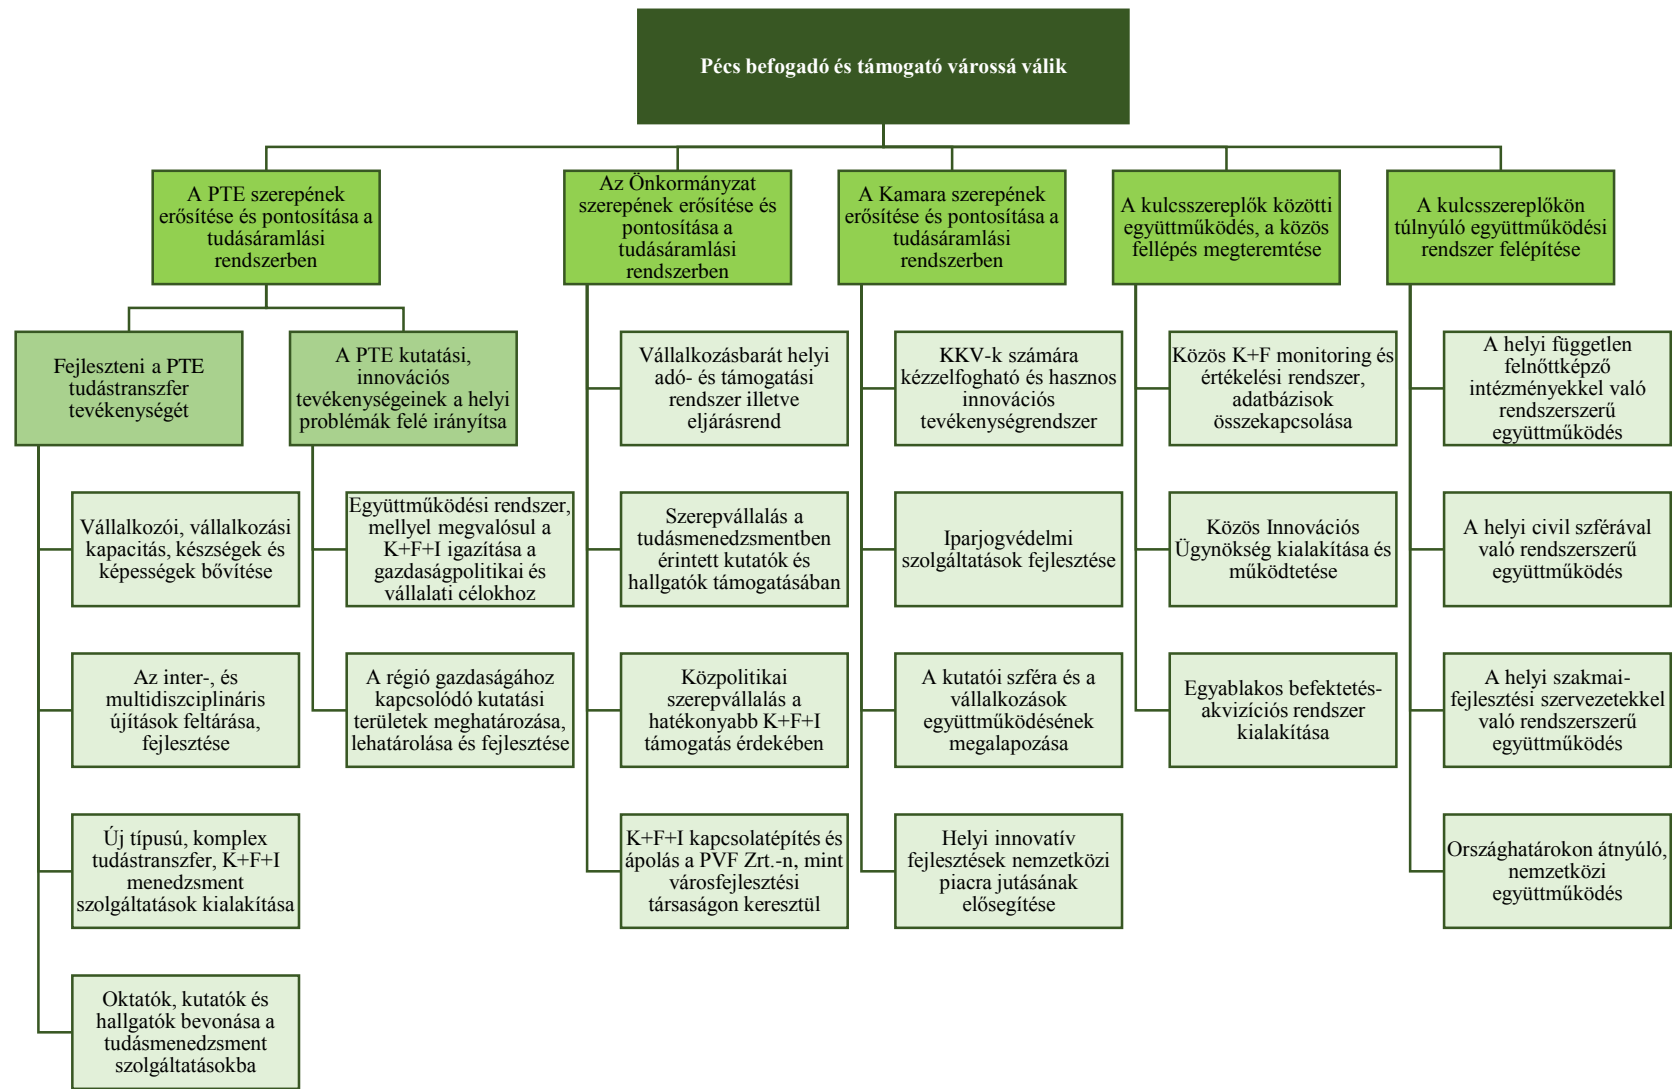 Pécs befogadó és támogató várossá válik
A PTE szerepének
erősítése és pontosítása a
tudásáramlási
rendszerben
Az Önkormányzat
szerepének erősítése és
pontosítása a
tudásáramlási
rendszerben
A Kamara szerepének
erősítése és pontosítása a
tudásáramlási
rendszerben
A kulcsszereplők közötti
együttműködés, a közös
fellépés megteremtése
A kulcsszereplőkön
túlnyúló együttműködési
rendszer felépítése
Fejleszteni a PTE
tudástranszfer
tevékenységét
A PTE kutatási,
innovációs
tevékenységeinek a helyi
problémák felé irányítsa
Vállalkozásbarát helyi
adó- és támogatási
rendszer illetve
eljárásrend
KKV-k számára
kézzelfogható és hasznos
innovációs
tevékenységrendszer
Közös K+F monitoring és
értékelési rendszer,
adatbázisok
összekapcsolása
A helyi független
felnőttképző
intézményekkel való
rendszerszerű
együttműködés
Vállalkozói, vállalkozási
kapacitás, készségek és
képességek bővítése
Együttműködési rendszer,
mellyel megvalósul a
K+F+I igazítása a
gazdaságpolitikai és
vállalati célokhoz
Szerepvállalás a
tudásmenedzsmentben
érintett kutatók és
hallgatók támogatásában
Iparjogvédelmi
szolgáltatások fejlesztése
Közös Innovációs
Ügynökség kialakítása és
működtetése
A helyi civil szférával
való rendszerszerű
együttműködés
Az inter-, és
multidiszciplináris
újítások feltárása,
fejlesztése
A régió gazdaságához
kapcsolódó kutatási
területek meghatározása,
lehatárolása és fejlesztése
Közpolitikai
szerepvállalás a
hatékonyabb K+F+I
támogatás érdekében
A kutatói szféra és a
vállalkozások
együttműködésének
megalapozása
Egyablakos befektetés-
akvizíciós rendszer
kialakítása
A helyi szakmai-
fejlesztési szervezetekkel
való rendszerszerű
együttműködés
Új típusú, komplex
tudástranszfer, K+F+I
menedzsment
szolgáltatások kialakítása
K+F+I kapcsolatépítés és
ápolás a PVF Zrt.-n, mint
városfejlesztési
társaságon keresztül
Helyi innovatív
fejlesztések nemzetközi
piacra jutásának
elősegítése
Országhatárokon átnyúló,
nemzetközi
együttműködés
Oktatók, kutatók és
hallgatók bevonása a
tudásmenedzsment
szolgáltatásokba